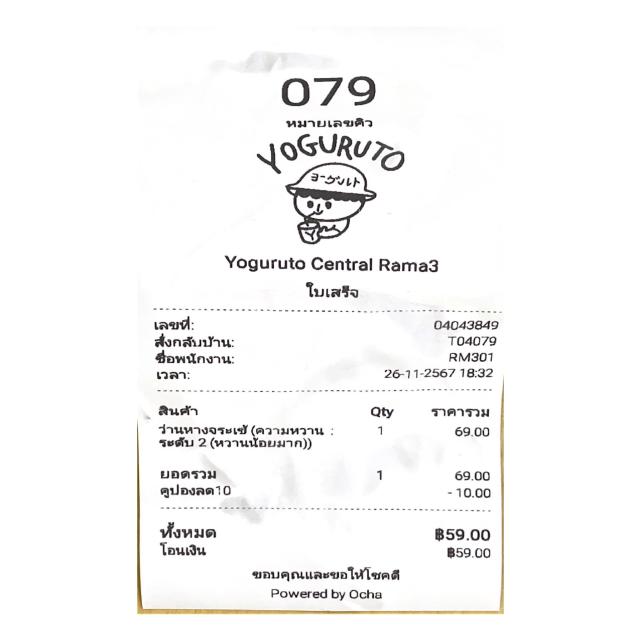 079
หมายเลขคิว
YOGURUTO
ヨーグルト
Yoguruto Central Rama3
ใบเสร็จ
เลขที่: 04043849
สั่งกลับบ้าน: T04079
ชื่อพนักงาน: RM301
เวลา: 26-11-2567 18:32
สินค้า Qty ราคารวม
ว่านหางจระเข้ (ความหวาน : 1 69.00
ระดับ 2 (หวานน้อยมาก))
ยอดรวม 1 69.00
คูปองลด10 - 10.00
ทั้งหมด ฿59.00
โอนเงิน ฿59.00
ขอบคุณและขอให้โชคดี
Powered by Ocha